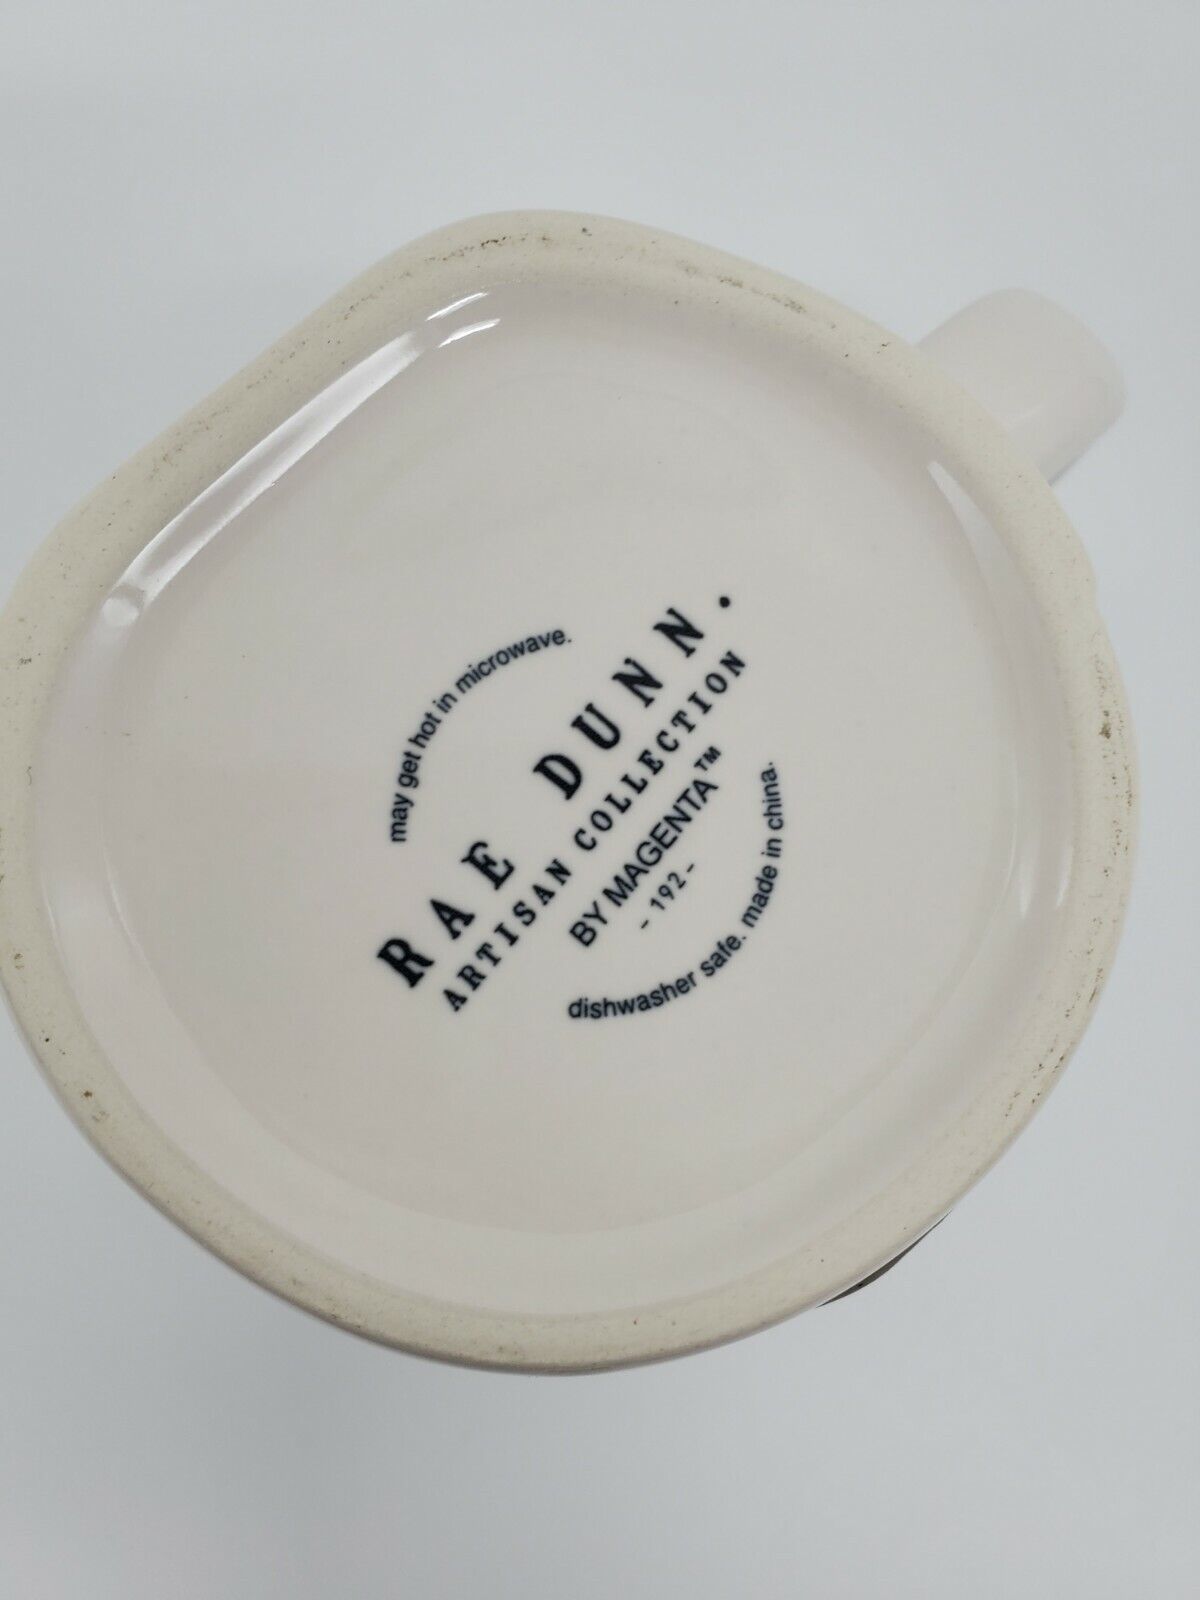 may get hot in microwave.
RAE DUNN.
ARTISAN COLLECTION
BY MAGENTA™
- 192 -
dishwasher safe. made in china.